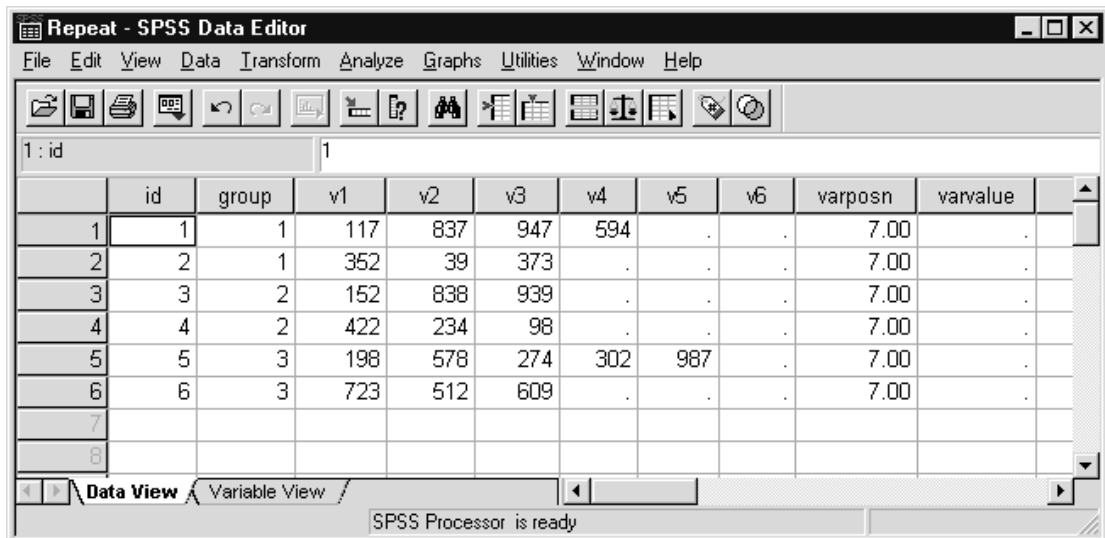 Repeat - SPSS Data Editor
File Edit View Data Transform Analyze Graphs Utilities Window Help
1 : id 1
id group v1 v2 v3 v4 v5 v6 varposn varvalue
1 1 1 117 837 947 594 . . 7.00 .
2 2 1 352 39 373 . . . 7.00 .
3 3 2 152 838 939 . . . 7.00 .
4 4 2 422 234 98 . . . 7.00 .
5 5 3 198 578 274 302 987 . 7.00 .
6 6 3 723 512 609 . . . 7.00 .
7
8
Data View Variable View
SPSS Processor is ready